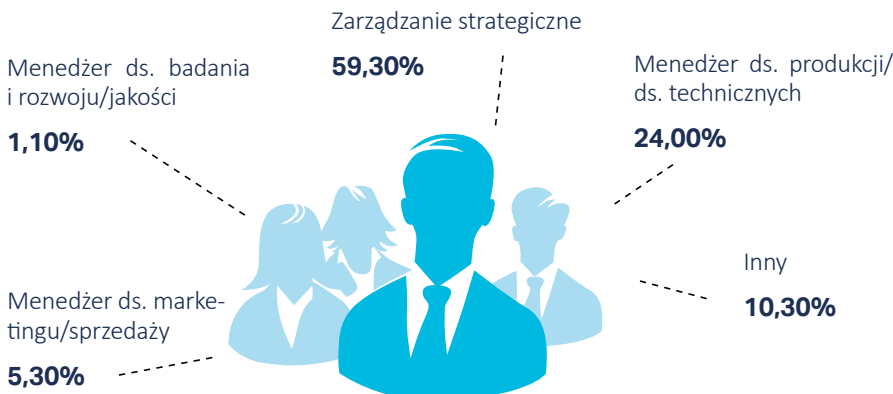 Zarządzanie strategiczne
59,30%
Menedżer ds. badania
i rozwoju/jakości
1,10%
Menedżer ds. produkcji/
ds. technicznych
24,00%
Inny
10,30%
Menedżer ds. marke-
tingu/sprzedaży
5,30%